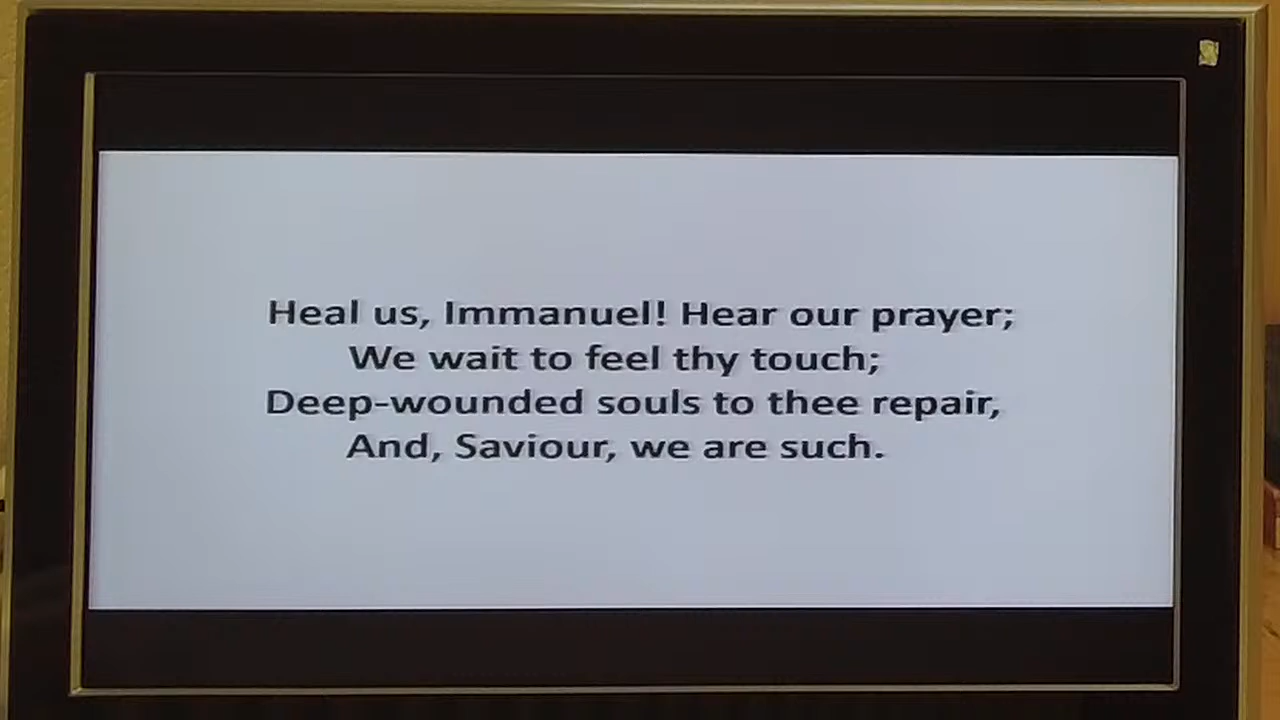 Heal us, Immanuel! Hear our prayer;
We wait to feel thy touch;
Deep-wounded souls to thee repair,
And, Saviour, we are such.